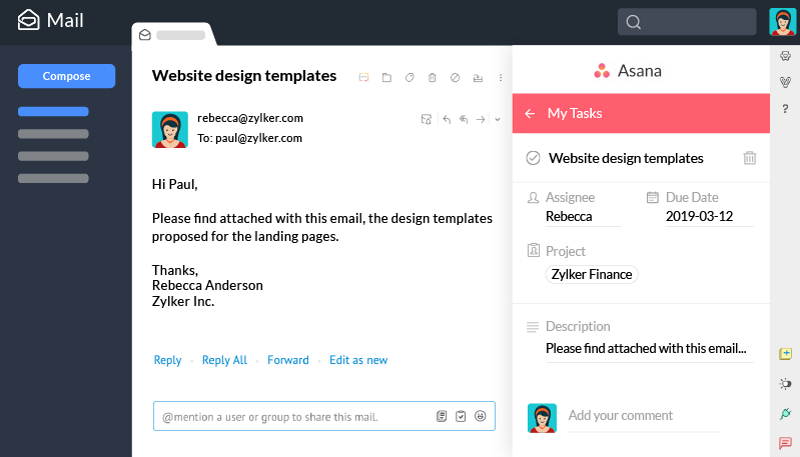 Mail
Compose
Website design templates
rebecca@zylker.com
To: paul@zylker.com
Hi Paul,
Please find attached with this email, the design templates
proposed for the landing pages.
Thanks,
Rebecca Anderson
Zylker Inc.
Reply Reply All Forward Edit as new
@mention a user or group to share this mail.
Asana
My Tasks
Website design templates
Assignee
Rebecca
Due Date
2019-03-12
Project
Zylker Finance
Description
Please find attached with this email...
Add your comment
?